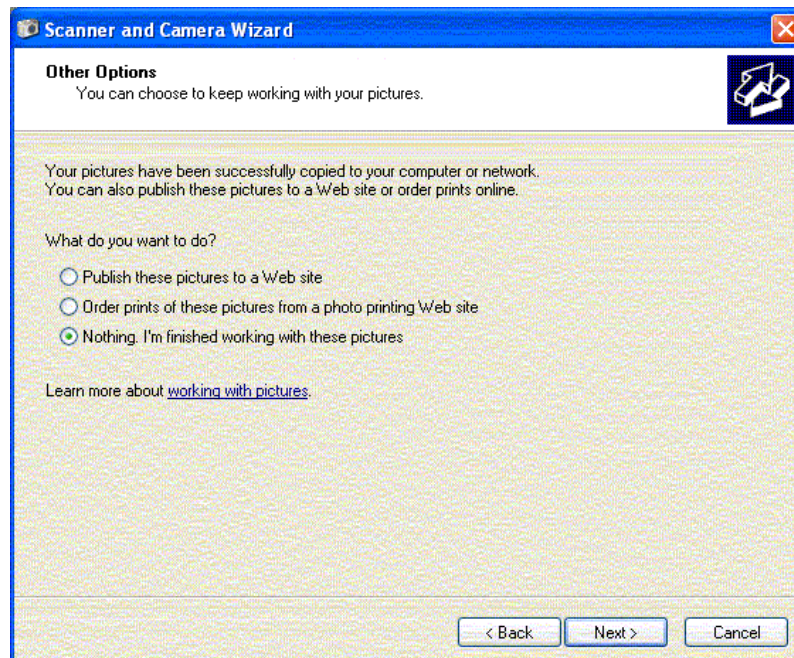 Scanner and Camera Wizard
Other Options
You can choose to keep working with your pictures.
Your pictures have been successfully copied to your computer or network.
You can also publish these pictures to a Web site or order prints online.
What do you want to do?
Publish these pictures to a Web site
Order prints of these pictures from a photo printing Web site
Nothing. I'm finished working with these pictures
Learn more about working with pictures.
< Back Next > Cancel